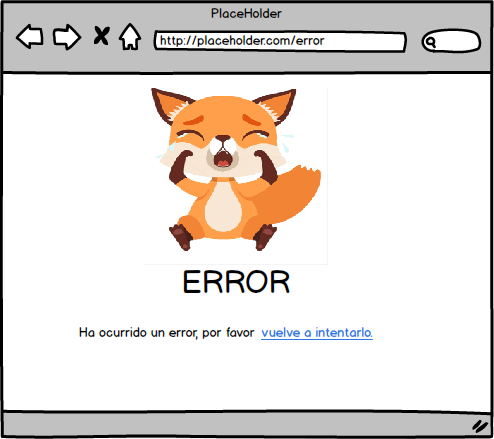 PlaceHolder
http://placeholder.com/error
ERROR
Ha ocurrido un error, por favor vuelve a intentarlo.